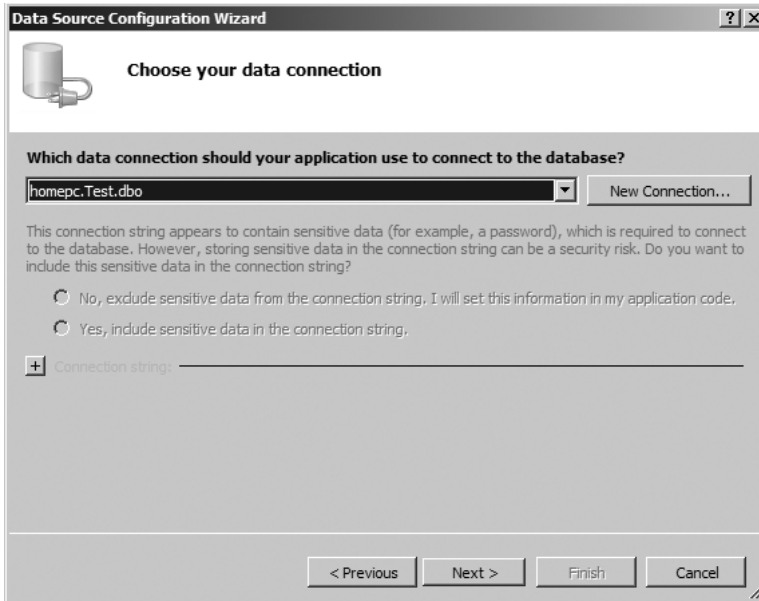 Data Source Configuration Wizard
Choose your data connection
Which data connection should your application use to connect to the database?
homepc.Test.dbo
New Connection...
This connection string appears to contain sensitive data (for example, a password), which is required to connect
to the database. However, storing sensitive data in the connection string can be a security risk. Do you want to
include this sensitive data in the connection string?
No, exclude sensitive data from the connection string. I will set this information in my application code.
Yes, include sensitive data in the connection string.
Connection string:
< Previous
Next >
Finish
Cancel